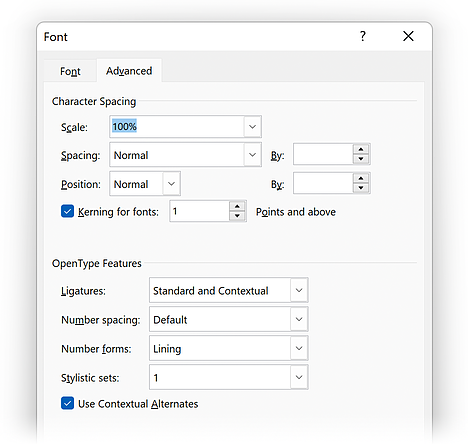 Font ?
Font Advanced
Character Spacing
Scale: 100%
Spacing: Normal By:
Position: Normal By:
Kerning for fonts: 1 Points and above
OpenType Features
Ligatures: Standard and Contextual
Number spacing: Default
Number forms: Lining
Stylistic sets: 1
Use Contextual Alternates